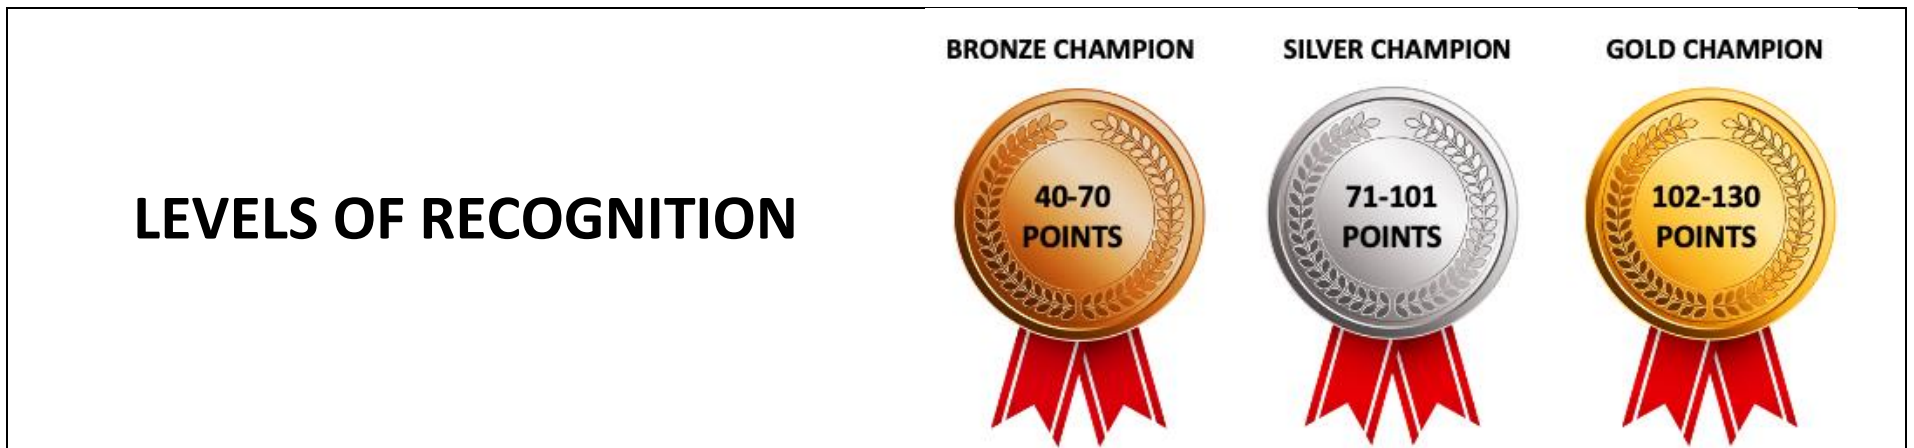 LEVELS OF RECOGNITION
BRONZE CHAMPION
40-70
POINTS
SILVER CHAMPION
71-101
POINTS
GOLD CHAMPION
102-130
POINTS